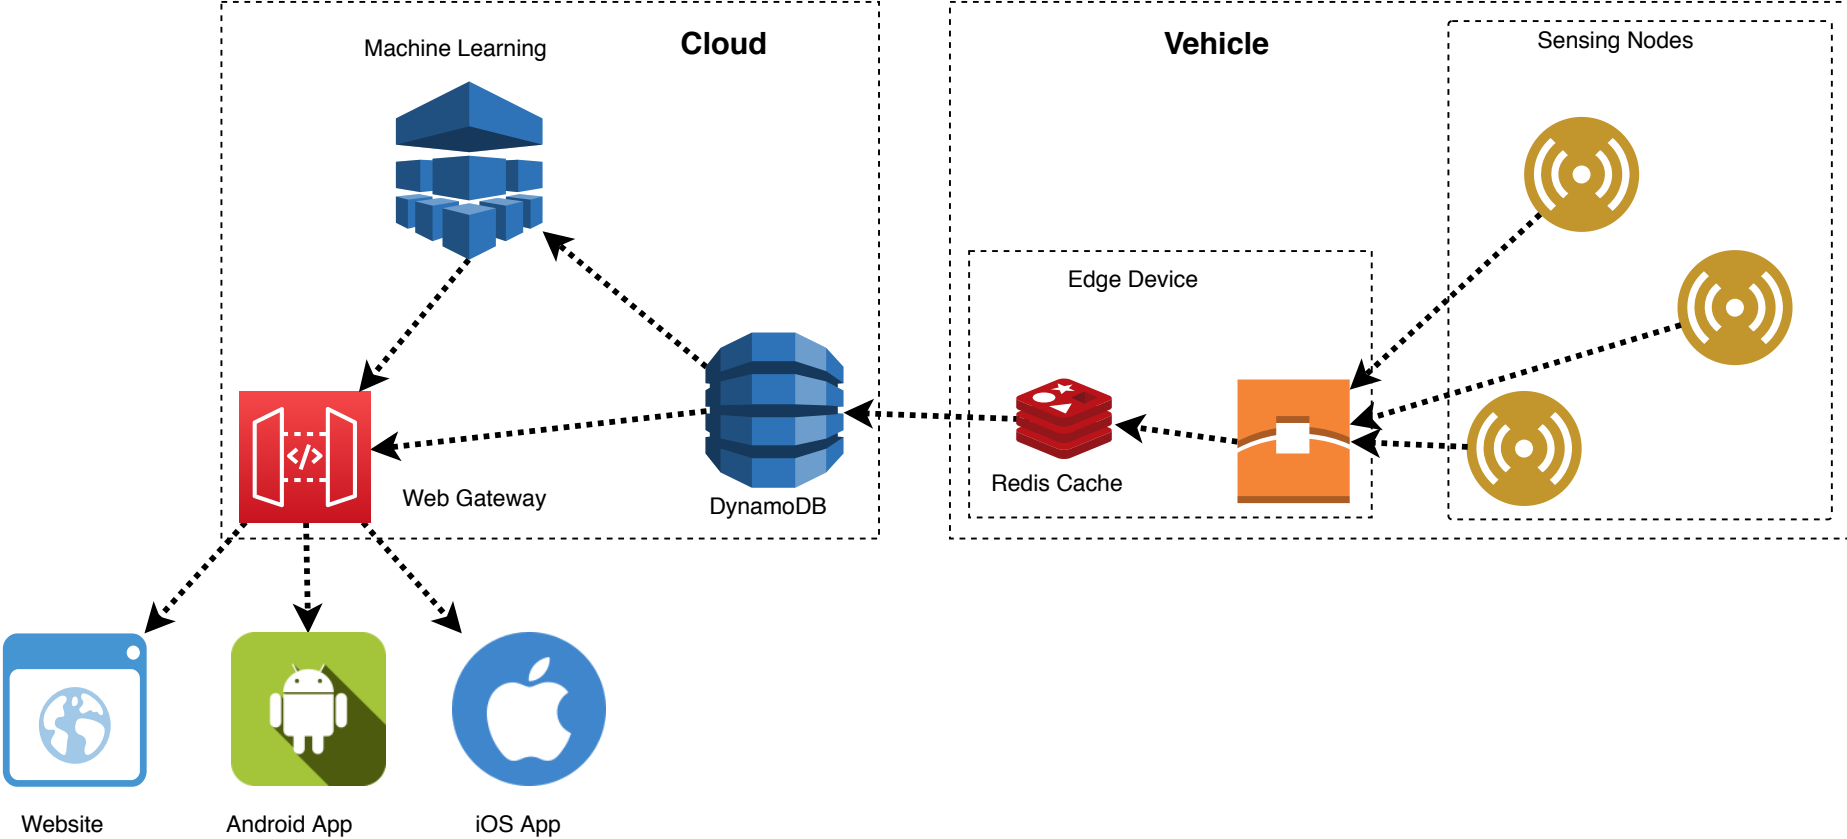 Machine Learning
Cloud
Vehicle
Sensing Nodes
Edge Device
</>
Web Gateway
DynamoDB
Redis Cache
Website
Android App
iOS App